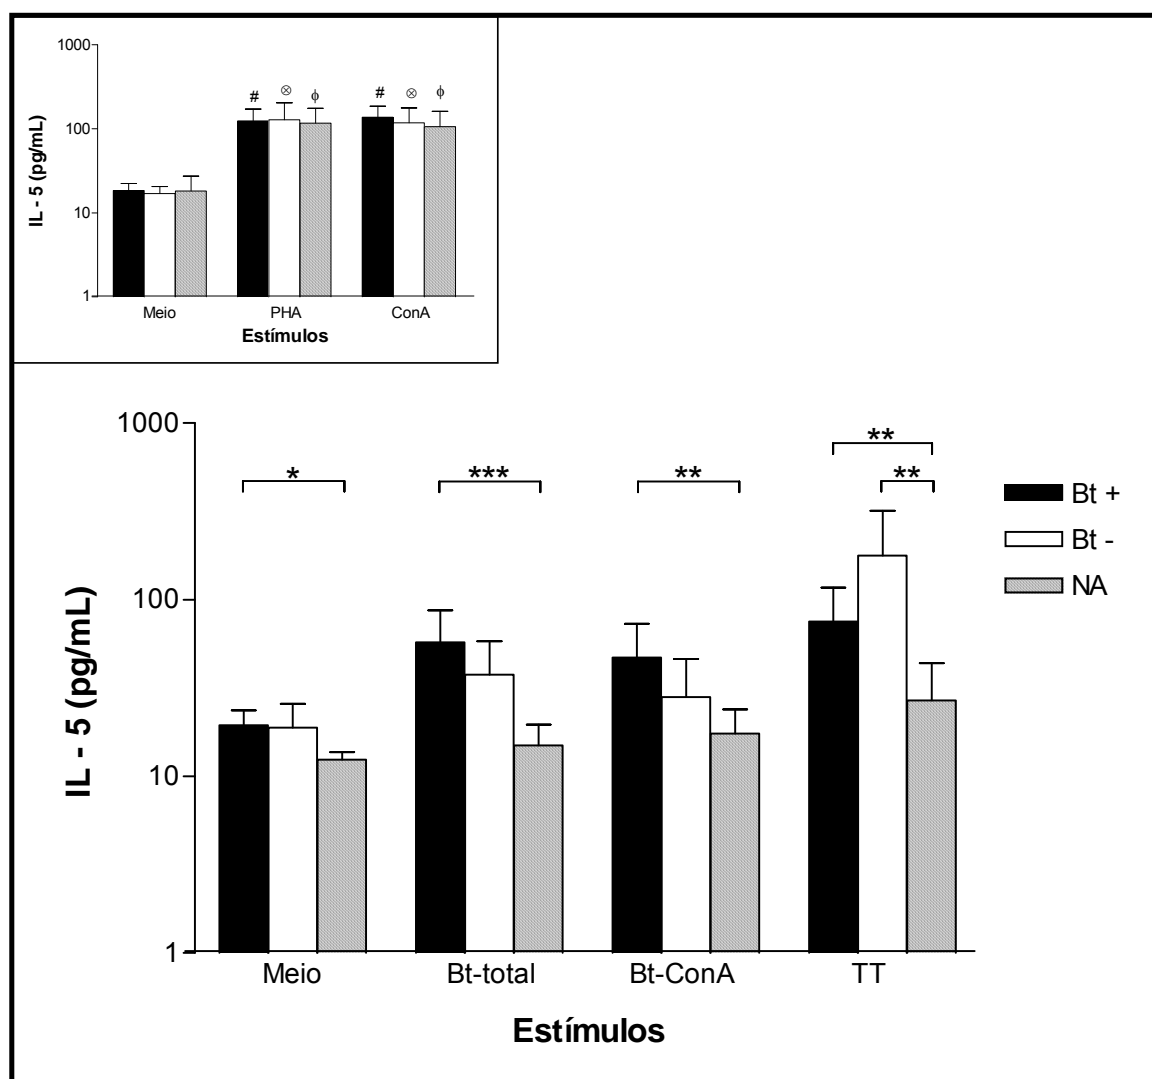 1000
100
10
1
IL - 5 (pg/mL)
# ⊗ ϕ # ⊗ ϕ
Meio PHA ConA
Estímulos
1000
100
10
1
IL - 5 (pg/mL)
* *** ** ** **
Bt +
Bt -
NA
Meio Bt-total Bt-ConA TT
Estímulos